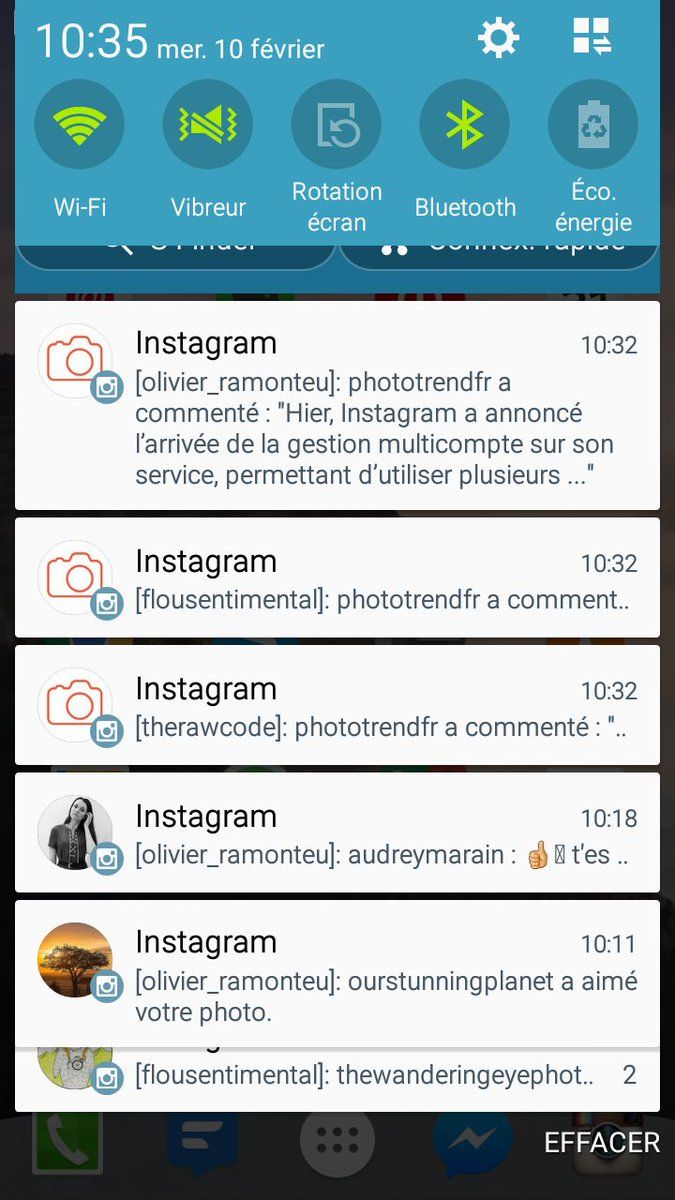 10:35 mer. 10 février
Wi-Fi
Vibreur
Rotation
écran
Bluetooth
Éco.
énergie
S Finder
Connex. rapide
Instagram 10:32
[olivier_ramonteu]: phototrendfr a
commenté : "Hier, Instagram a annoncé
l’arrivée de la gestion multicompte sur son
service, permettant d’utiliser plusieurs ..."
Instagram 10:32
[flousentimental]: phototrendfr a comment..
Instagram 10:32
[therawcode]: phototrendfr a commenté : "..
Instagram 10:18
[olivier_ramonteu]: audreymarain : 👍 t'es ..
Instagram 10:11
[olivier_ramonteu]: ourstunningplanet a aimé
votre photo.
[flousentimental]: thewanderingeyephot.. 2
EFFACER